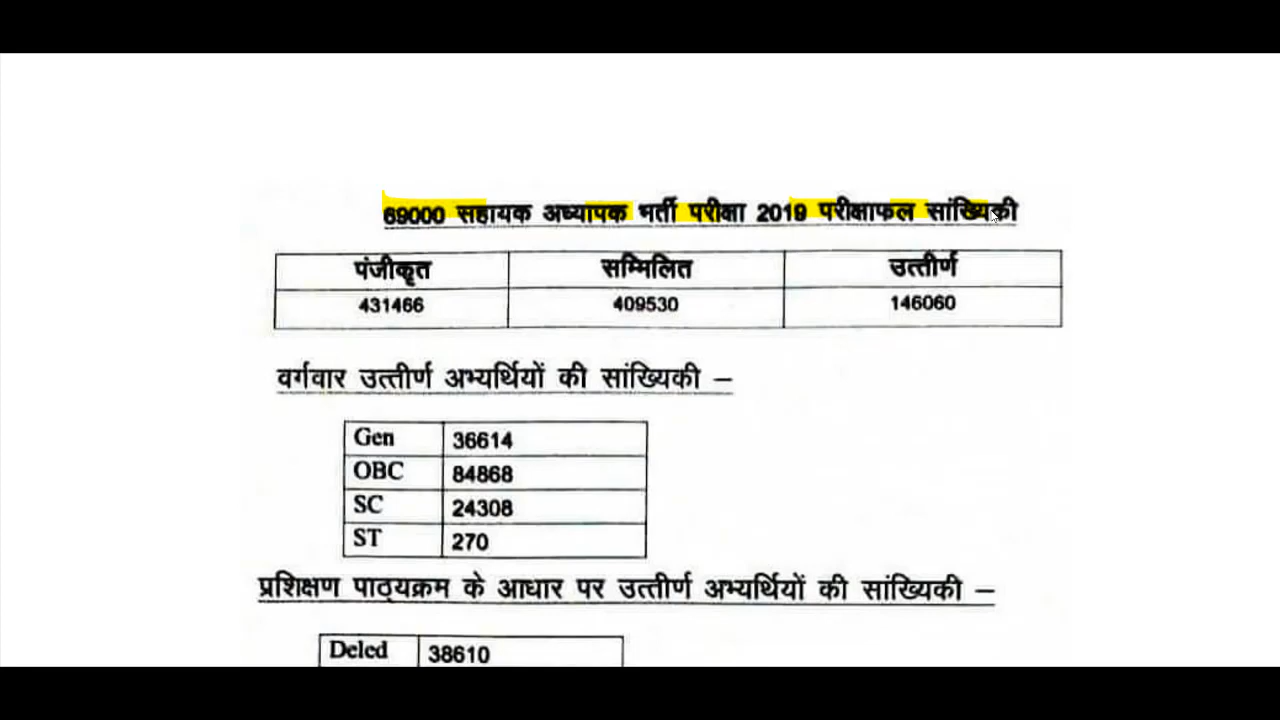 69000 सहायक अध्यापक भर्ती परीक्षा 2019 परीक्षाफल सांख्यिकी
पंजीकृत सम्मिलित उत्तीर्ण
431466 409530 146060
वर्गवार उत्तीर्ण अभ्यर्थियों की सांख्यिकी –
Gen 36614
OBC 84868
SC 24308
ST 270
प्रशिक्षण पाठ्यक्रम के आधार पर उत्तीर्ण अभ्यर्थियों की सांख्यिकी –
Deled 38610